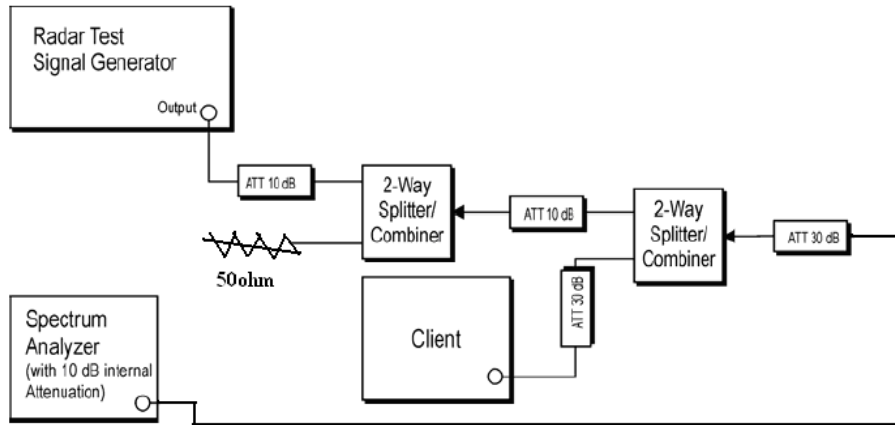 Radar Test
Signal Generator
Output
ATT 10 dB
2-Way
Splitter/
Combiner
ATT 10 dB
2-Way
Splitter/
Combiner
ATT 30 dB
50ohm
ATT 30 dB
Client
Spectrum
Analyzer
(with 10 dB internal
Attenuation)